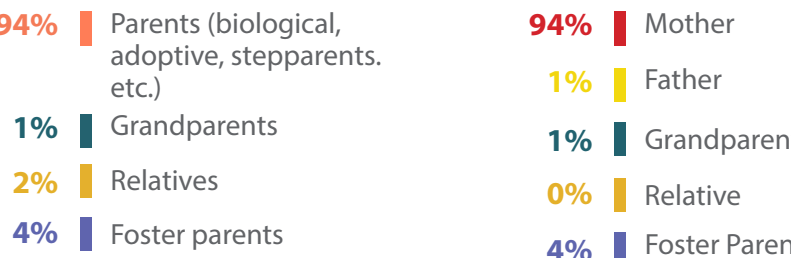 94% Parents (biological,
adoptive, stepparents.
etc.)
1% Grandparents
2% Relatives
4% Foster parents
94% Mother
1% Father
1% Grandparen
0% Relative
4% Foster Paren